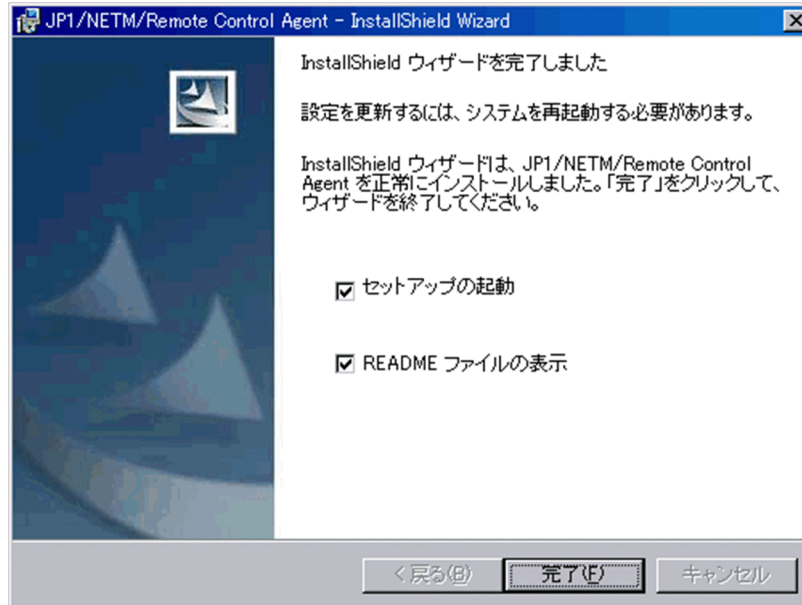 JP1/NETM/Remote Control Agent - InstallShield Wizard
InstallShield ウィザードを完了しました
設定を更新するには、システムを再起動する必要があります。
InstallShield ウィザードは、JP1/NETM/Remote Control
Agent を正常にインストールしました。「完了」をクリックして、
ウィザードを終了してください。
セットアップの起動
README ファイルの表示
< 戻る(B)
完了(F)
キャンセル